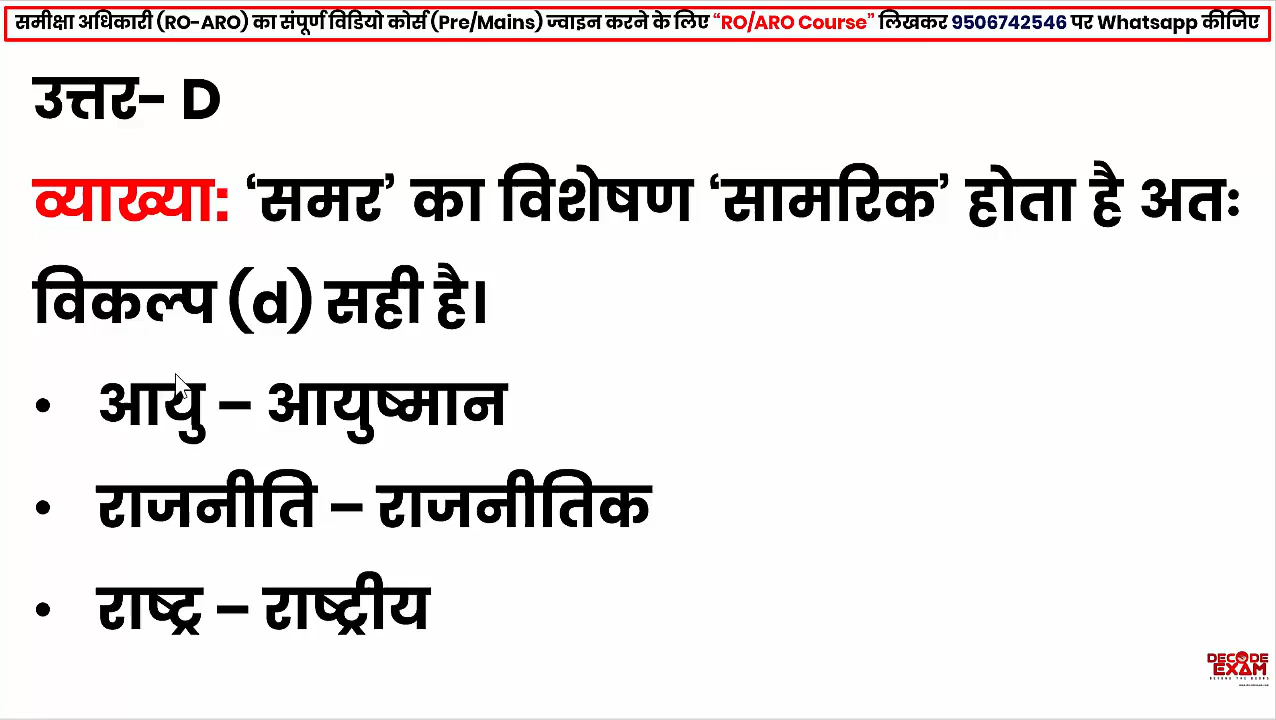 समीक्षा अधिकारी (RO-ARO) का संपूर्ण विडियो कोर्स (Pre/Mains) ज्वाइन करने के लिए “RO/ARO Course” लिखकर 9506742546 पर Whatsapp कीजिए
उत्तर– D
व्याख्या: ‘समर’ का विशेषण ‘सामरिक’ होता है अतः
विकल्प (d) सही है।
• आयु – आयुष्मान
• राजनीति – राजनीतिक
• राष्ट्र – राष्ट्रीय
DECODE
EXAM